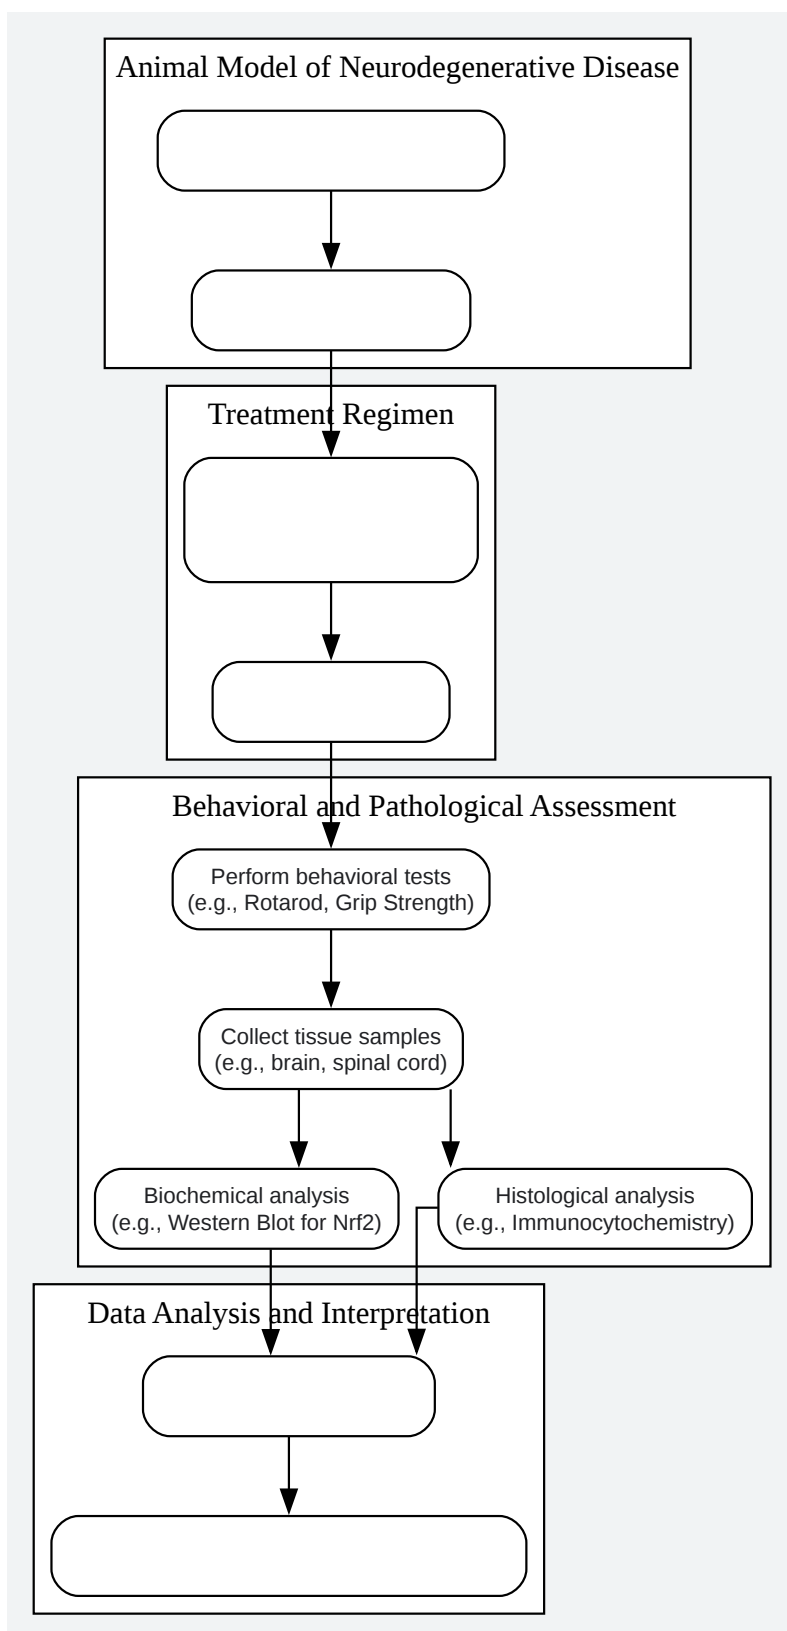 Animal Model of Neurodegenerative Disease
Treatment Regimen
Behavioral and Pathological Assessment
Perform behavioral tests
(e.g., Rotarod, Grip Strength)
Collect tissue samples
(e.g., brain, spinal cord)
Biochemical analysis
(e.g., Western Blot for Nrf2)
Histological analysis
(e.g., Immunocytochemistry)
Data Analysis and Interpretation